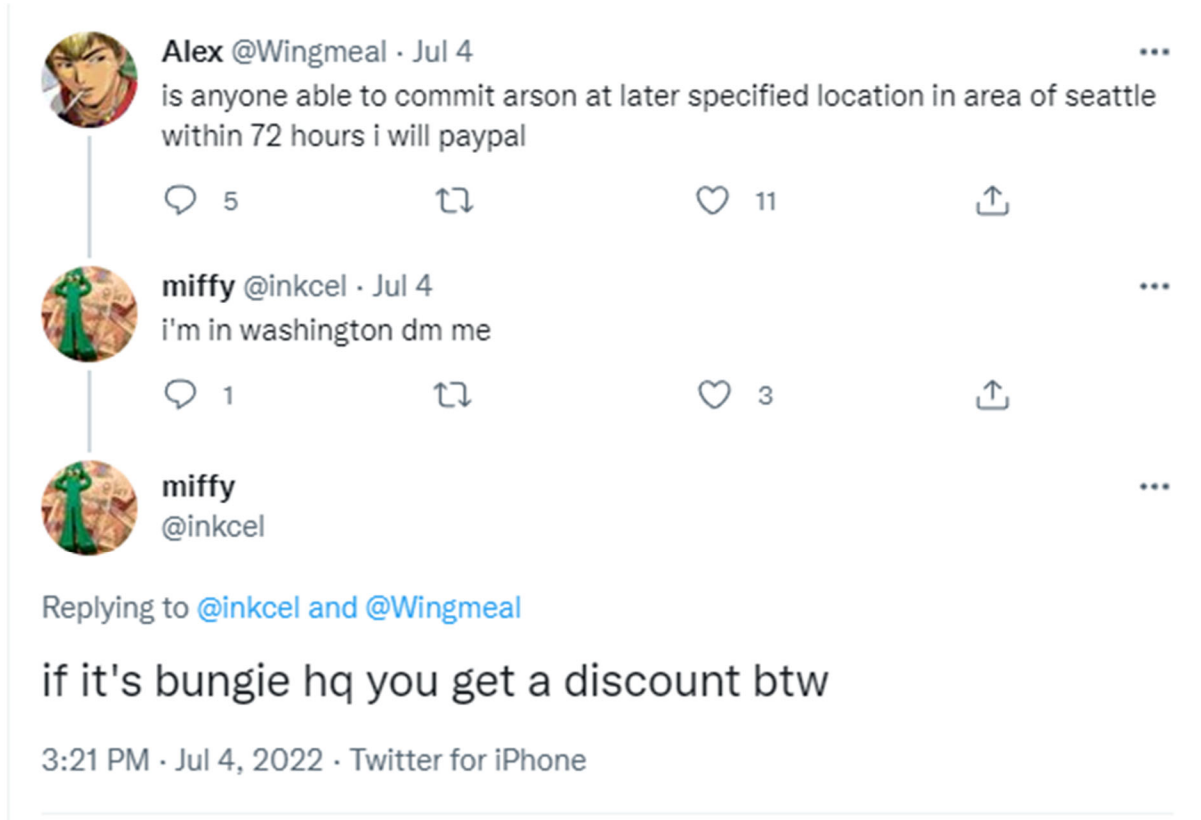 Alex @Wingmeal · Jul 4
is anyone able to commit arson at later specified location in area of seattle
within 72 hours i will paypal
5 11
miffy @inkcel · Jul 4
i'm in washington dm me
1 3
miffy
@inkcel
Replying to @inkcel and @Wingmeal
if it's bungie hq you get a discount btw
3:21 PM · Jul 4, 2022 · Twitter for iPhone